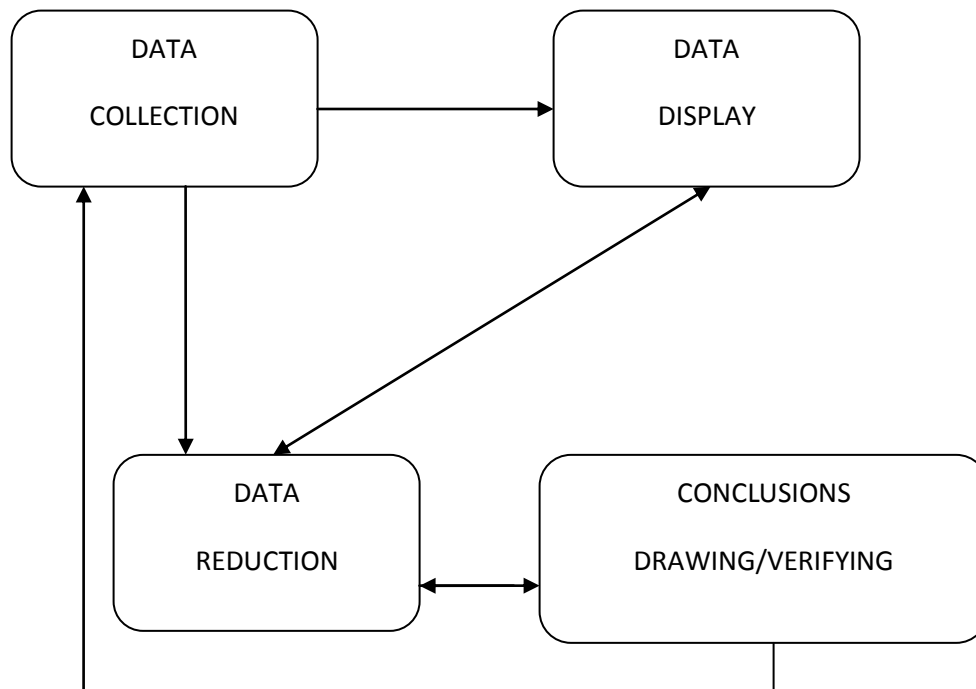 DATA
COLLECTION
DATA
DISPLAY
DATA
REDUCTION
CONCLUSIONS
DRAWING/VERIFYING